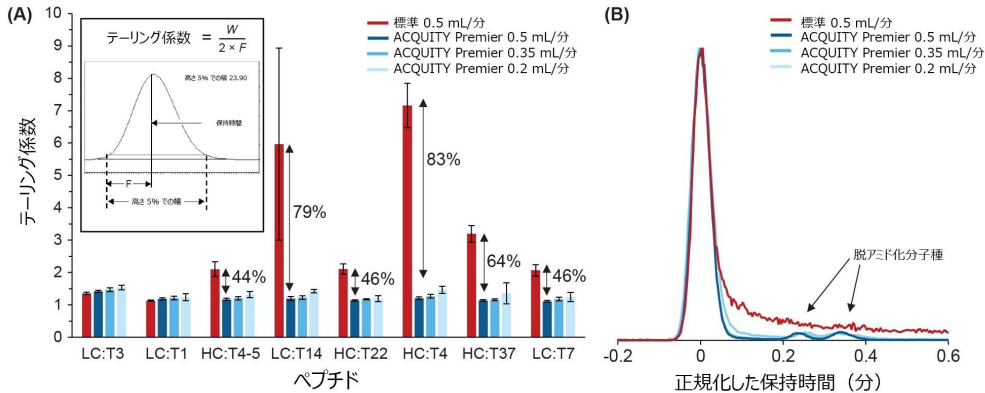 (A)
テーリング係数 = W / 2 × F
高さ 5% での幅 23.90
保持時間
F
高さ 5% での幅
標準 0.5 mL/分
ACQUITY Premier 0.5 mL/分
ACQUITY Premier 0.35 mL/分
ACQUITY Premier 0.2 mL/分
テーリング係数
10
9
8
7
6
5
4
3
2
1
0
44%
79%
46%
83%
64%
46%
LC:T3 LC:T1 HC:T4-5 LC:T14 HC:T22 HC:T4 HC:T37 LC:T7
ペプチド
(B)
標準 0.5 mL/分
ACQUITY Premier 0.5 mL/分
ACQUITY Premier 0.35 mL/分
ACQUITY Premier 0.2 mL/分
脱アミド化分子種
-0.2 0 0.2 0.4 0.6
正規化した保持時間（分）